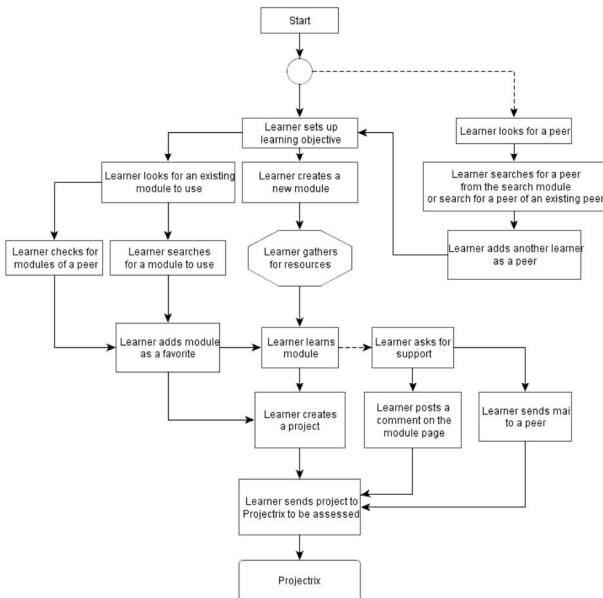 Start
Learner sets up
learning objective
Learner looks for a peer
Learner looks for an existing
module to use
Learner creates a
new module
Learner searches for a peer
from the search module
or search for a peer of an existing peer
Learner checks for
modules of a peer
Learner searches
for a module to use
Learner gathers
for resources
Learner adds another learner
as a peer
Learner adds module
as a favorite
Learner learns
module
Learner asks for
support
Learner creates
a project
Learner posts a
comment on the
module page
Learner sends mai
to a peer
Learner sends project to
Projectrix to be assessed
Projectrix